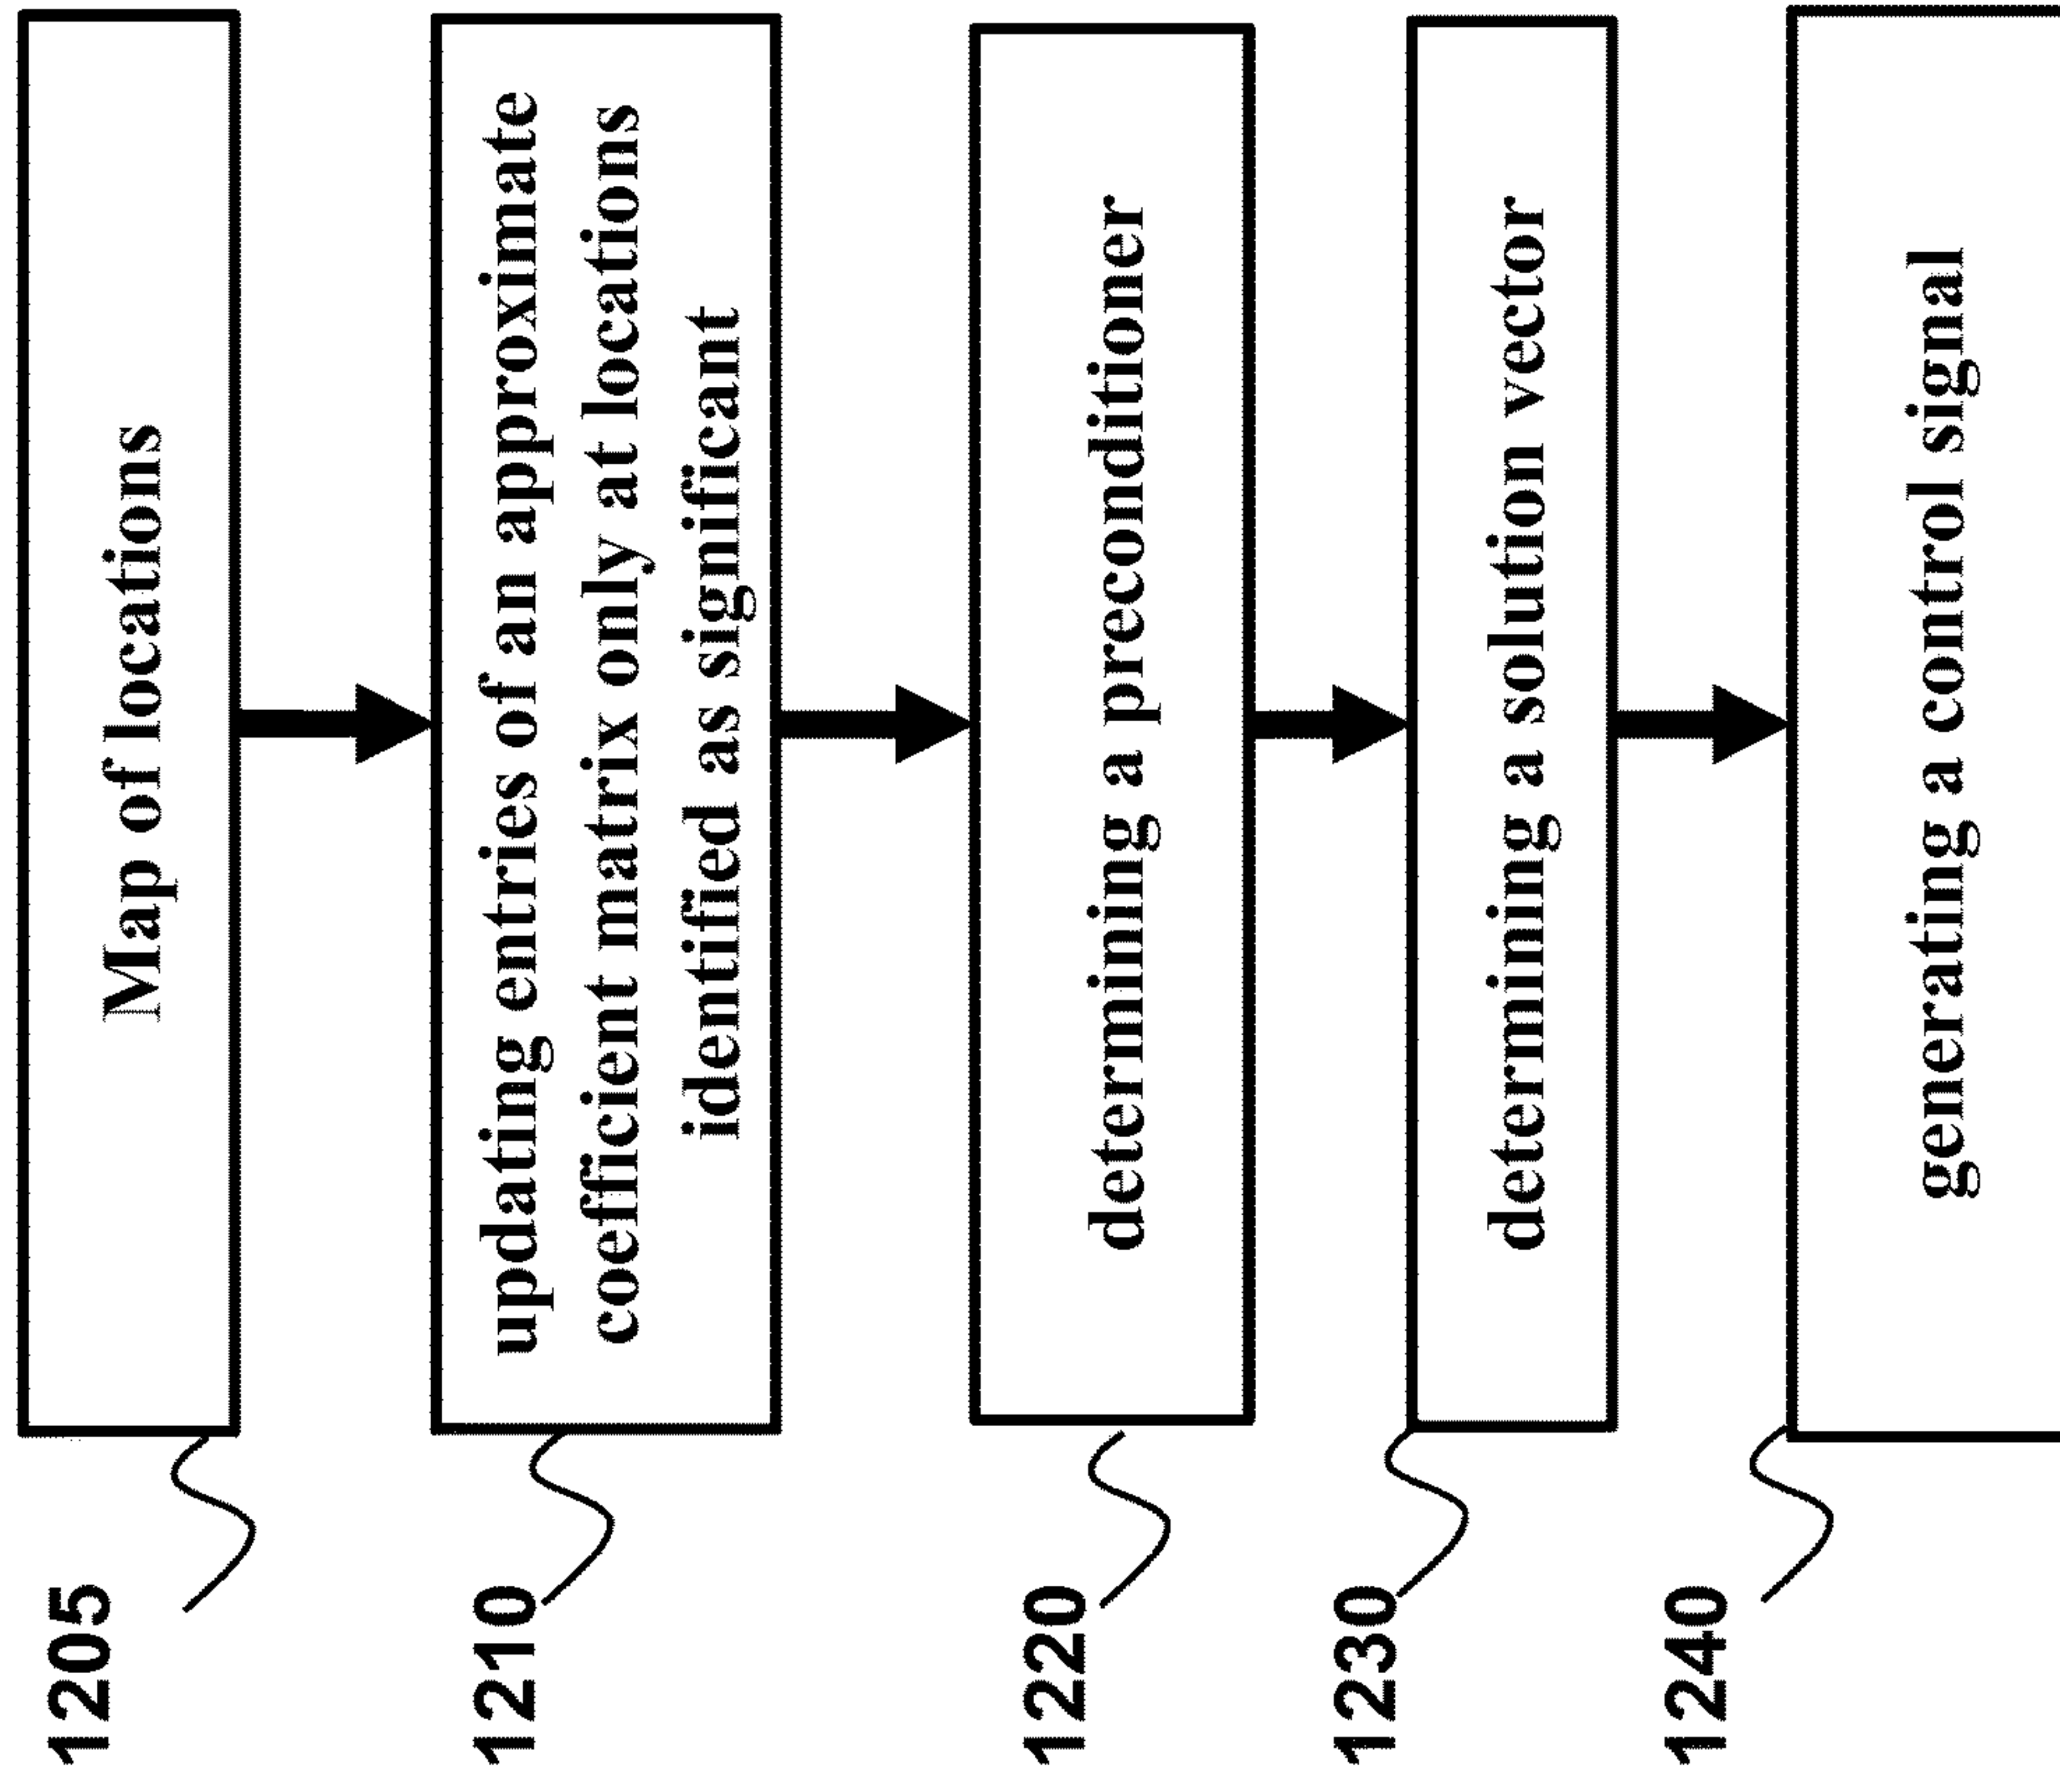 1205
Map of locations
1210
updating entries of an approximate
coefficient matrix only at locations
identified as significant
1220
determining a preconditioner
1230
determining a solution vector
1240
generating a control signal